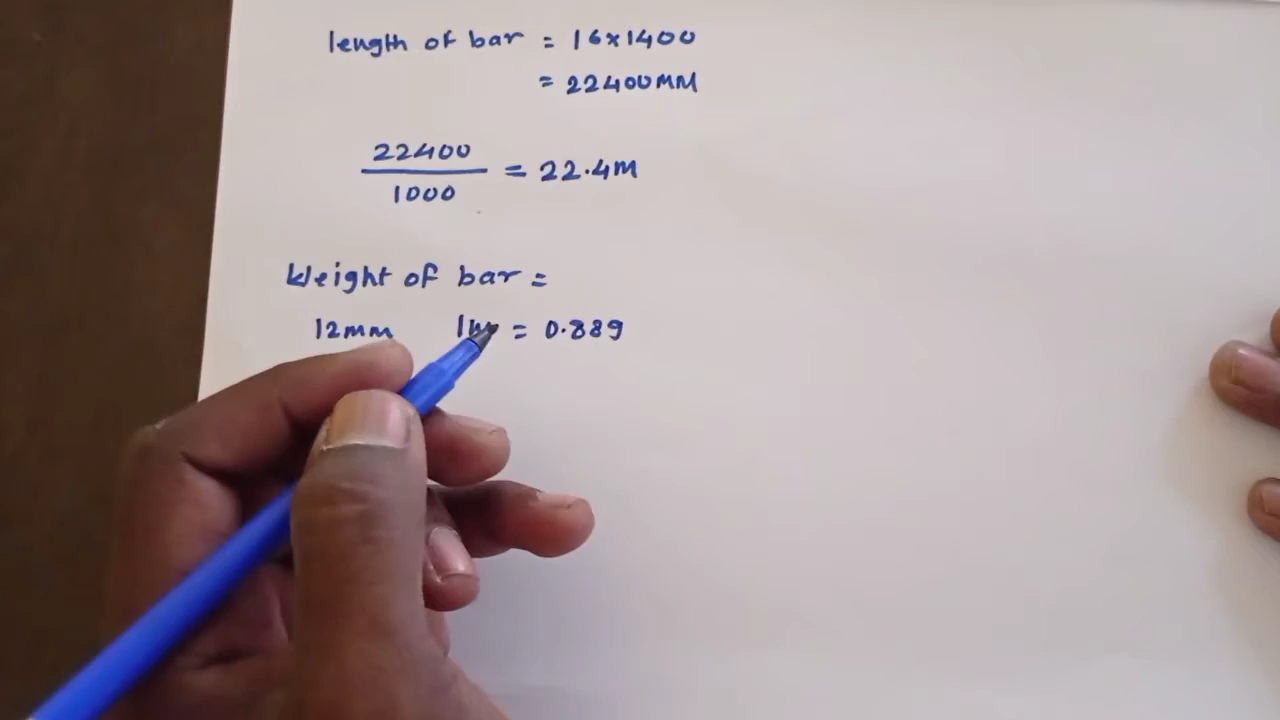 length of bar = 16x1400
= 22400MM
22400
1000
= 22.4M
Weight of bar =
12mm 1m = 0.889